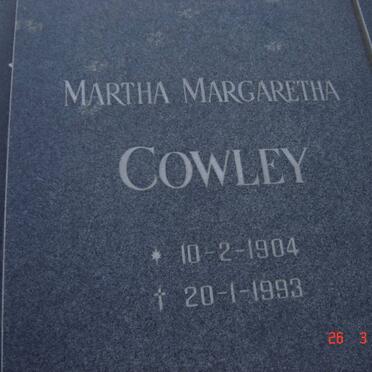 MARTHA MARGARETHA
COWLEY
* 10-2-1904
† 20-1-1993
26 3